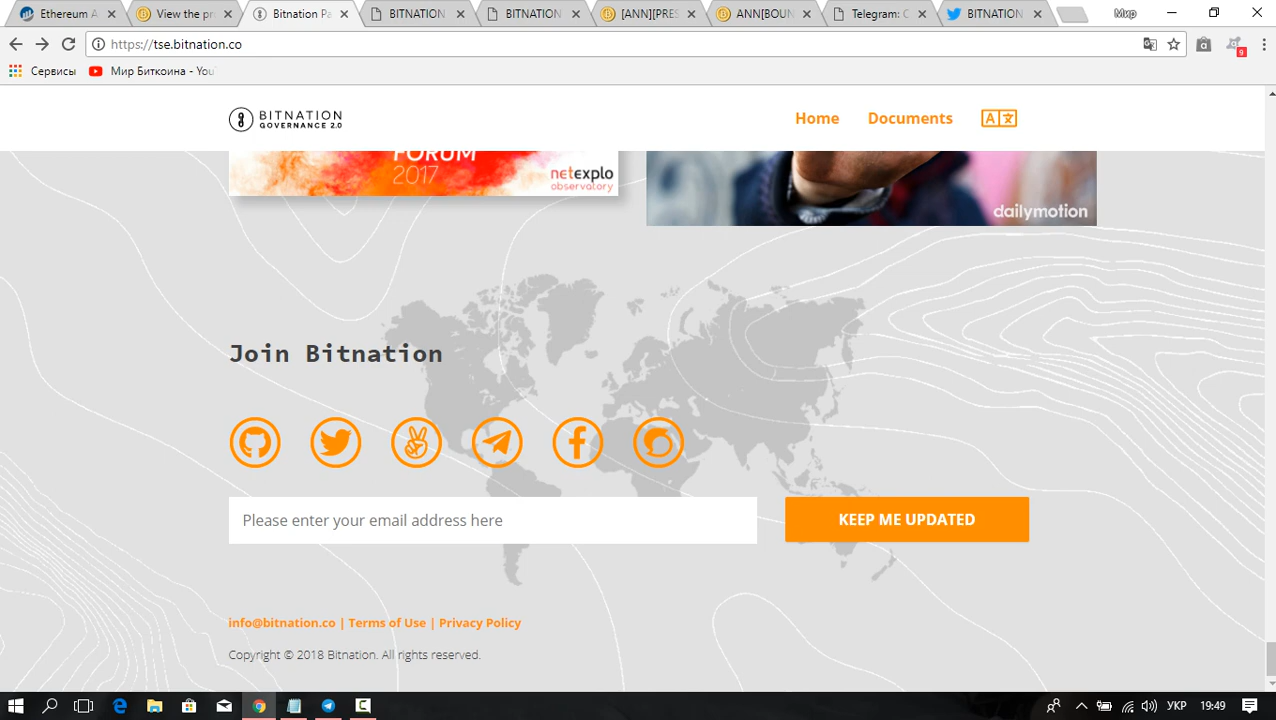 Ethereum A
View the pr
Bitnation Pa
BITNATION
BITNATION
[ANN][PRES
ANN[BOUN
Telegram: C
BITNATION
Мир
https://tse.bitnation.co
9
Сервисы
Мир Биткоина - You
BITNATION
GOVERNANCE 2.0
Home
Documents
FORUM
2017
netexplo
observatory
dailymotion
Join Bitnation
Please enter your email address here
KEEP ME UPDATED
info@bitnation.co | Terms of Use | Privacy Policy
Copyright © 2018 Bitnation. All rights reserved.
УКР
19:49